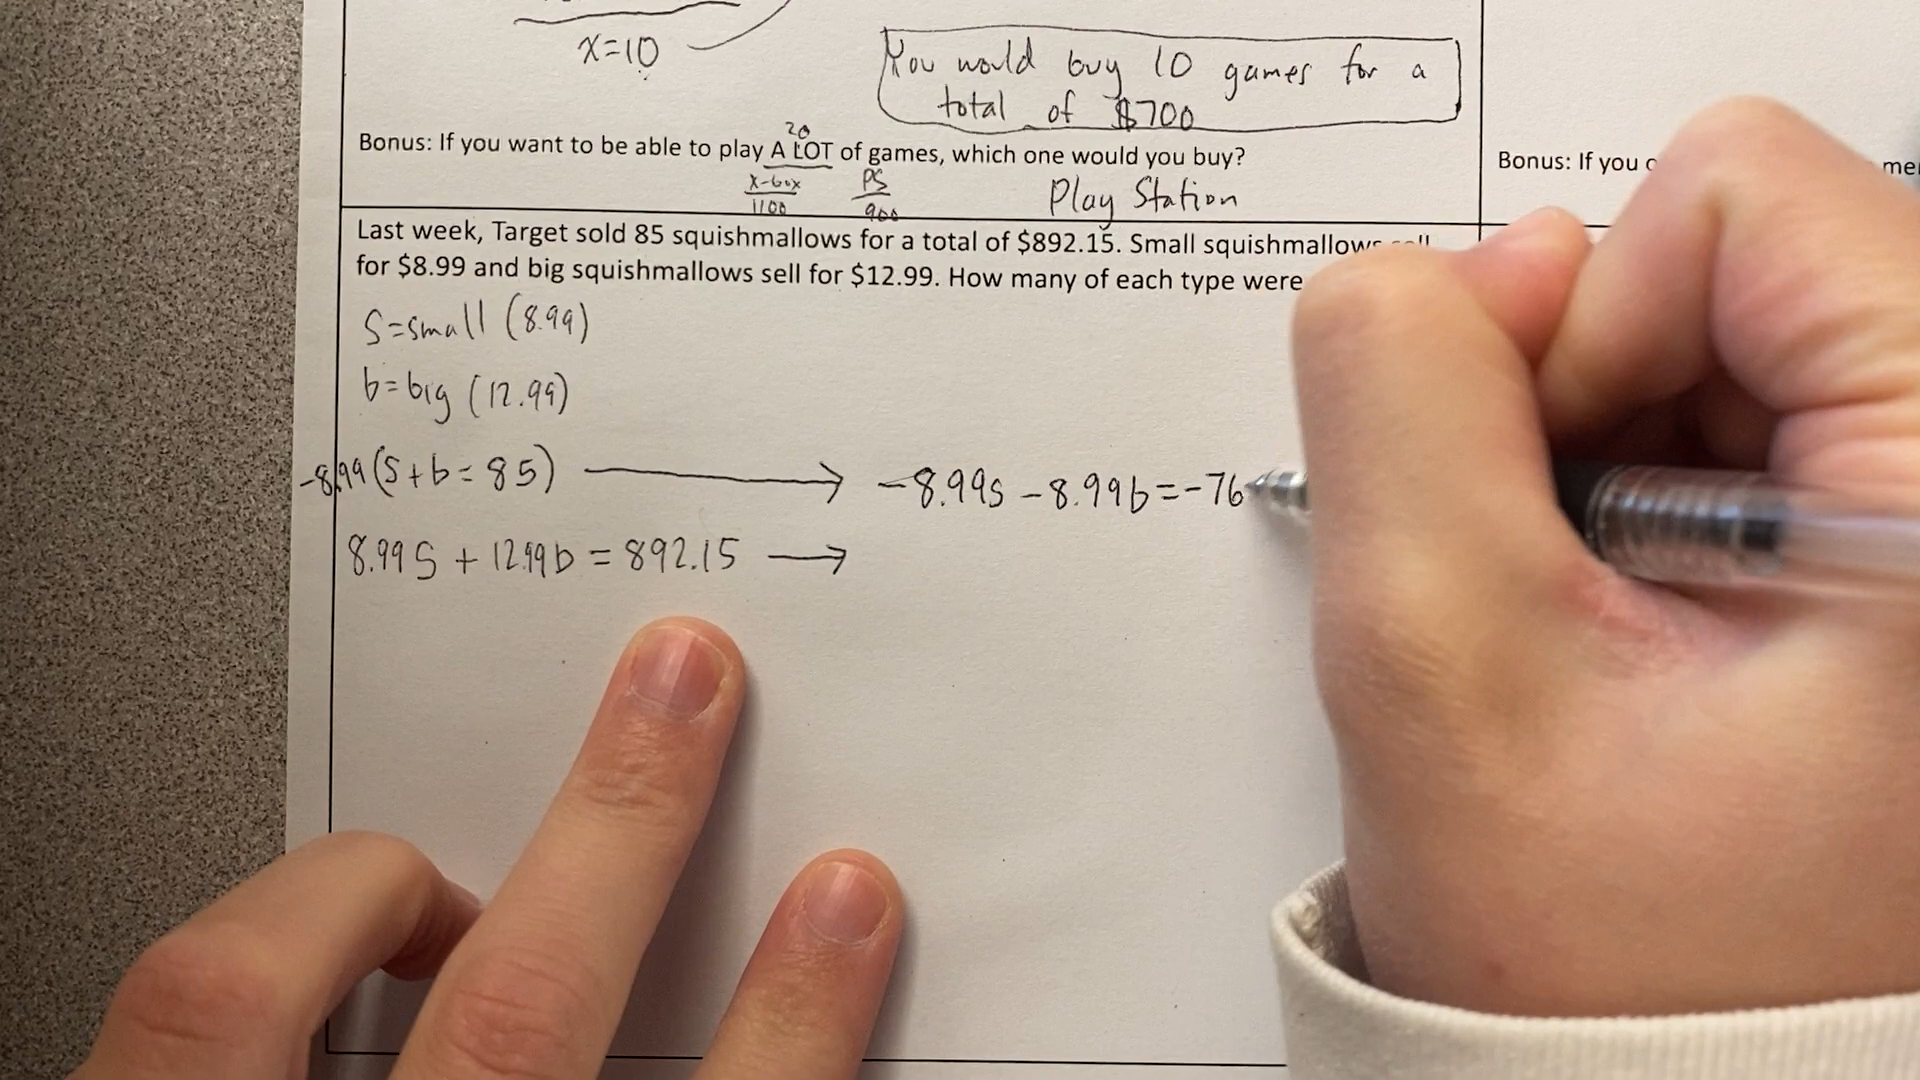 x=10
You would buy 10 games for a
total of $700
20
Bonus: If you want to be able to play A LOT of games, which one would you buy?
X-box
1100
PS
900
Play Station
Bonus: If you
Last week, Target sold 85 squishmallows for a total of $892.15. Small squishmallows
for $8.99 and big squishmallows sell for $12.99. How many of each type were
S=small (8.99)
b=big (12.99)
-8.99(S+b=85)
-8.99s -8.99b=-76
8.99S + 12.99b = 892.15